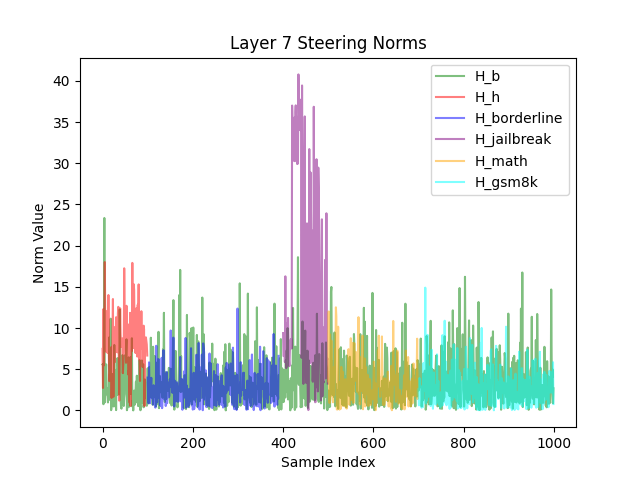 Layer 7 Steering Norms
Norm Value
40
35
30
25
20
15
10
5
0
H_b
H_h
H_borderline
H_jailbreak
H_math
H_gsm8k
0 200 400 600 800 1000
Sample Index